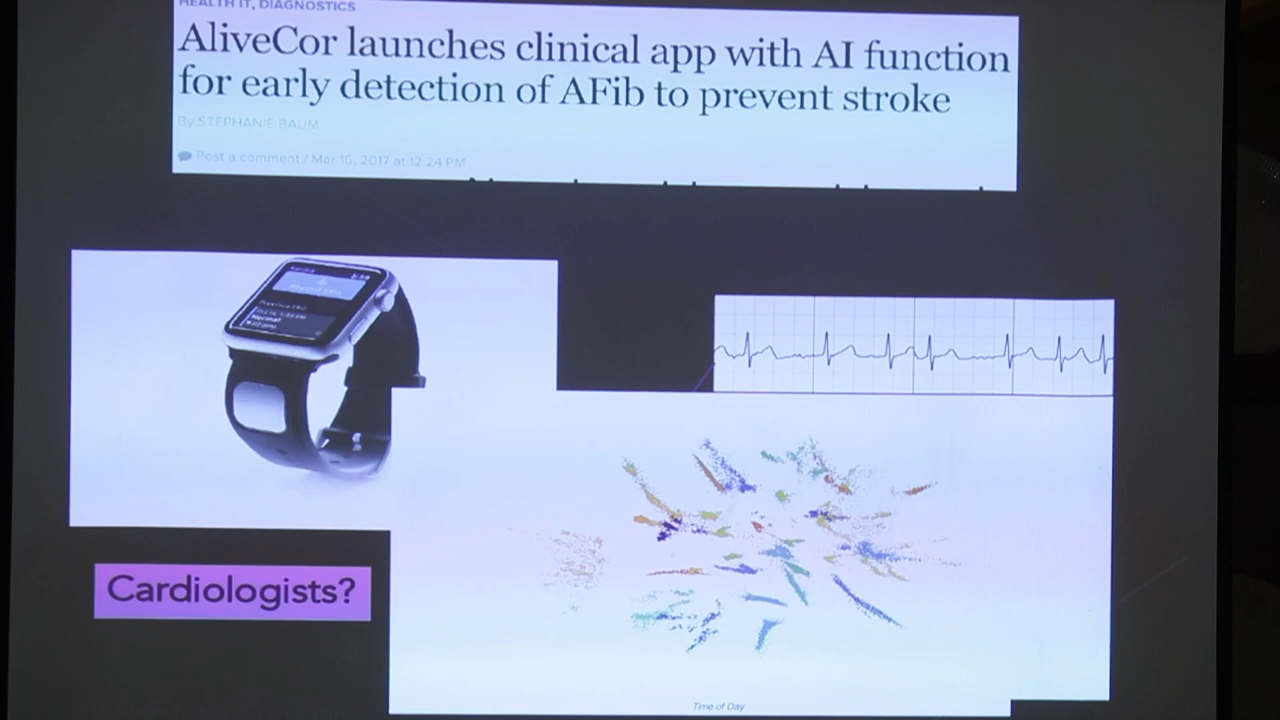 HEALTH IT, DIAGNOSTICS
AliveCor launches clinical app with AI function
for early detection of AFib to prevent stroke
By STEPHANIE BAUM
Post a comment / Mar 16, 2017 at 12:24 PM
Normal
Cardiologists?
Time of Day